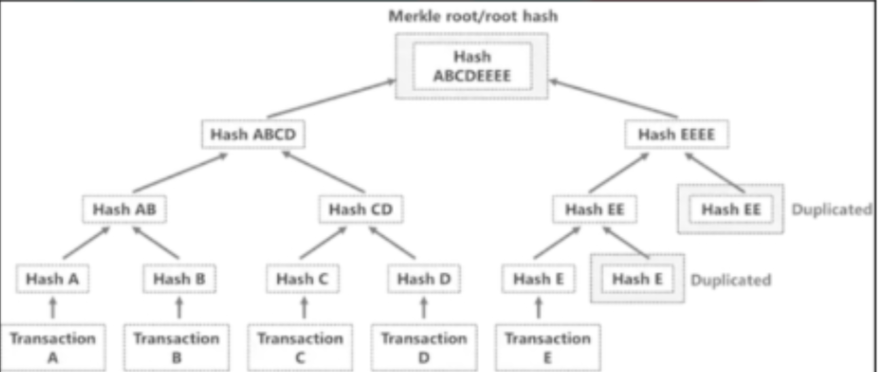 Merkle root/root hash
Hash
ABCDEEEE
Hash ABCD
Hash EEEE
Hash AB
Hash CD
Hash EE
Hash EE
Duplicated
Hash A
Hash B
Hash C
Hash D
Hash E
Hash E
Duplicated
Transaction
A
Transaction
B
Transaction
C
Transaction
D
Transaction
E